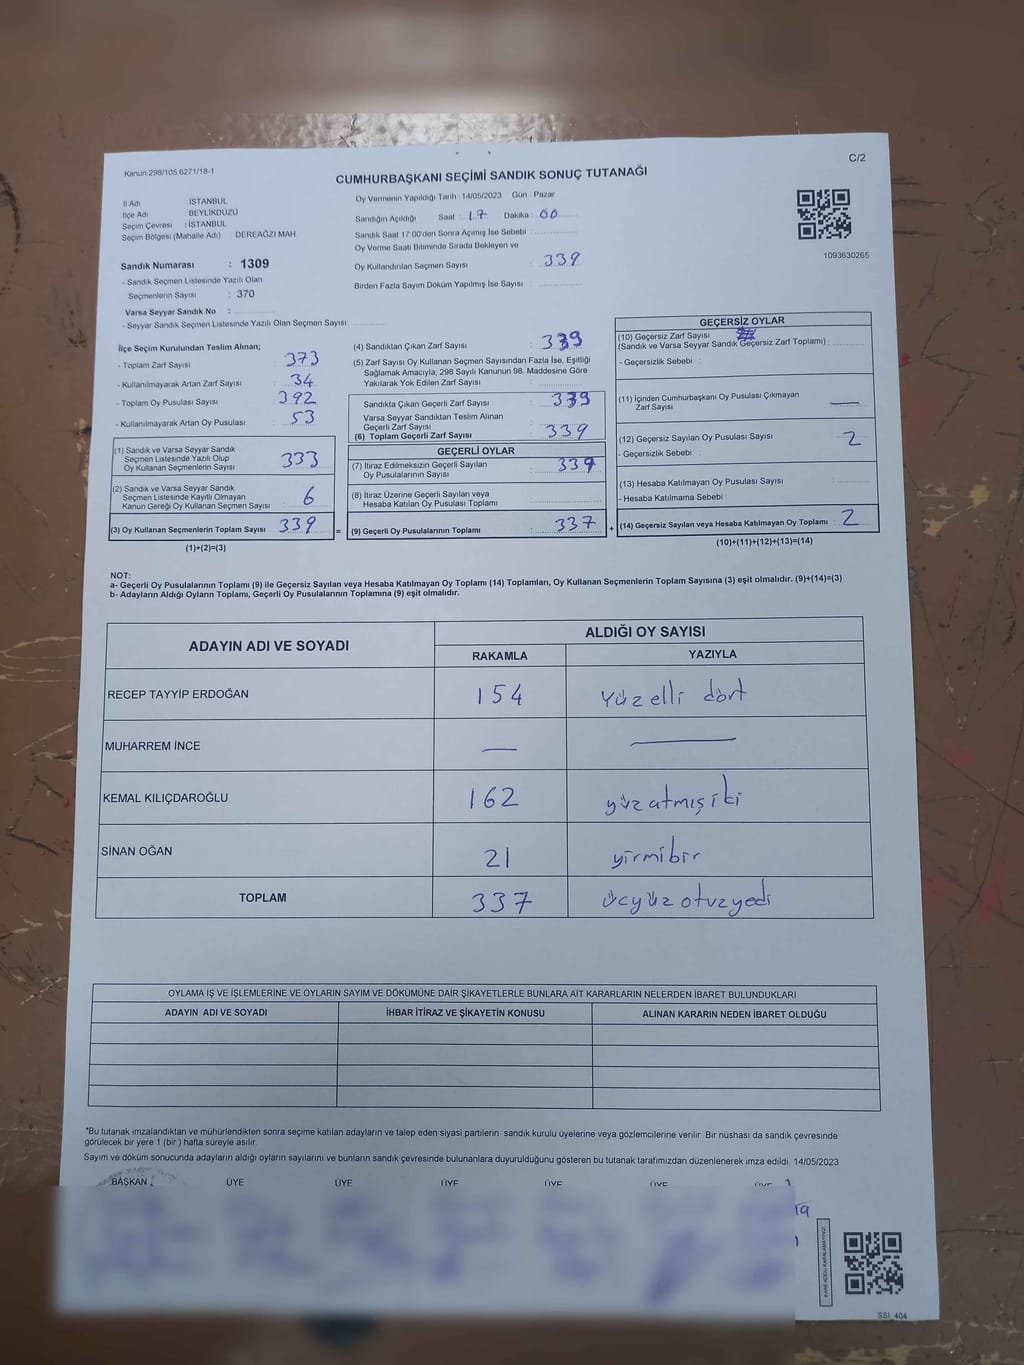 Kanun:298/105;6271/18-1
C/2
CUMHURBAŞKANI SEÇİMİ SANDIK SONUÇ TUTANAĞI
İl Adı İSTANBUL
İlçe Adı BEYLİKDÜZÜ
Seçim Çevresi : İSTANBUL
Seçim Bölgesi (Mahalle Adı) : DEREAĞZI MAH.
Sandık Numarası : 1309
- Sandık Seçmen Listesinde Yazılı Olan
Seçmenlerin Sayısı : 370
Varsa Seyyar Sandık No :
- Seyyar Sandık Seçmen Listesinde Yazılı Olan Seçmen Sayısı:
Oy Vermenin Yapıldığı Tarih : 14/05/2023 Gün : Pazar
Sandığın Açıldığı Saat : 17 Dakika : 00
Sandık Saat 17:00'den Sonra Açımış İse Sebebi :
Oy Verme Saati Bitiminde Sırada Bekleyen ve
Oy Kullandırılan Seçmen Sayısı : 339
Birden Fazla Sayım Döküm Yapılmış İse Sayısı :
1093630265
İlçe Seçim Kurulundan Teslim Alınan;
- Toplam Zarf Sayısı : 373
- Kullanılmayarak Artan Zarf Sayısı : 34
- Toplam Oy Pusulası Sayısı : 392
- Kullanılmayarak Artan Oy Pusulası : 53
(1) Sandık ve Varsa Seyyar Sandık
Seçmen Listesinde Yazılı Olup
Oy Kullanan Seçmenlerin Sayısı : 333
(2) Sandık ve Varsa Seyyar Sandık
Seçmen Listesinde Kayıtlı Olmayan
Kanun Gereği Oy Kullanan Seçmen Sayısı : 6
(3) Oy Kullanan Seçmenlerin Toplam Sayısı : 339 =
(1)+(2)=(3)
(4) Sandıktan Çıkan Zarf Sayısı : 339
(5) Zarf Sayısı Oy Kullanan Seçmen Sayısından Fazla İse, Eşitliği
Sağlamak Amacıyla, 298 Sayılı Kanunun 98. Maddesine Göre
Yakılarak Yok Edilen Zarf Sayısı :
Sandıkta Çıkan Geçerli Zarf Sayısı : 339
Varsa Seyyar Sandıktan Teslim Alınan
Geçerli Zarf Sayısı :
(6) Toplam Geçerli Zarf Sayısı : 339
GEÇERLİ OYLAR
(7) İtiraz Edilmeksizin Geçerli Sayılan : 337
Oy Pusulalarının Sayısı
(8) İtiraz Üzerine Geçerli Sayılan veya
Hesaba Katılan Oy Pusulası Toplamı :
(9) Geçerli Oy Pusulalarının Toplamı : 337 +
GEÇERSİZ OYLAR
(10) Geçersiz Zarf Sayısı
(Sandık ve Varsa Seyyar Sandık Geçersiz Zarf Toplamı) :
- Geçersizlik Sebebi :
(11) İçinden Cumhurbaşkanı Oy Pusulası Çıkmayan
Zarf Sayısı : —
(12) Geçersiz Sayılan Oy Pusulası Sayısı : 2
- Geçersizlik Sebebi :
(13) Hesaba Katılmayan Oy Pusulası Sayısı :
- Hesaba Katılmama Sebebi :
(14) Geçersiz Sayılan veya Hesaba Katılmayan Oy Toplamı : 2
(10)+(11)+(12)+(13)=(14)
NOT:
a- Geçerli Oy Pusulalarının Toplamı (9) ile Geçersiz Sayılan veya Hesaba Katılmayan Oy Toplamı (14) Toplamları, Oy Kullanan Seçmenlerin Toplam Sayısına (3) eşit olmalıdır. (9)+(14)=(3)
b- Adayların Aldığı Oyların Toplamı, Geçerli Oy Pusulalarının Toplamına (9) eşit olmalıdır.
ADAYIN ADI VE SOYADI ALDIĞI OY SAYISI
RAKAMLA YAZIYLA
RECEP TAYYİP ERDOĞAN 154 Yüz elli dört
MUHARREM İNCE — —
KEMAL KILIÇDAROĞLU 162 yüz atmış iki
SİNAN OĞAN 21 yirmibir
TOPLAM 337 üçyüz otuzyedi
OYLAMA İŞ VE İŞLEMLERİNE VE OYLARIN SAYIM VE DÖKÜMÜNE DAİR ŞİKAYETLERLE BUNLARA AİT KARARLARIN NELERDEN İBARET BULUNDUKLARI
ADAYIN ADI VE SOYADI İHBAR İTİRAZ VE ŞİKAYETİN KONUSU ALINAN KARARIN NEDEN İBARET OLDUĞU
*Bu tutanak imzalandıktan ve mühürlendikten sonra seçime katılan adayların ve talep eden siyasi partilerin sandık kurulu üyelerine veya gözlemcilerine verilir. Bir nüshası da sandık çevresinde
görülecek bir yere 1 (bir) hafta süreyle asılır.
Sayım ve döküm sonucunda adayların aldığı oyların sayılarını ve bunların sandık çevresinde bulunanlara duyurulduğunu gösteren bu tutanak tarafımızdan düzenlenerek imza edildi. 14/05/2023
BAŞKAN ÜYE ÜYE ÜYE ÜYE ÜYE ÜYE
KARE KODU KARALAMAYINIZ!
SSI_404